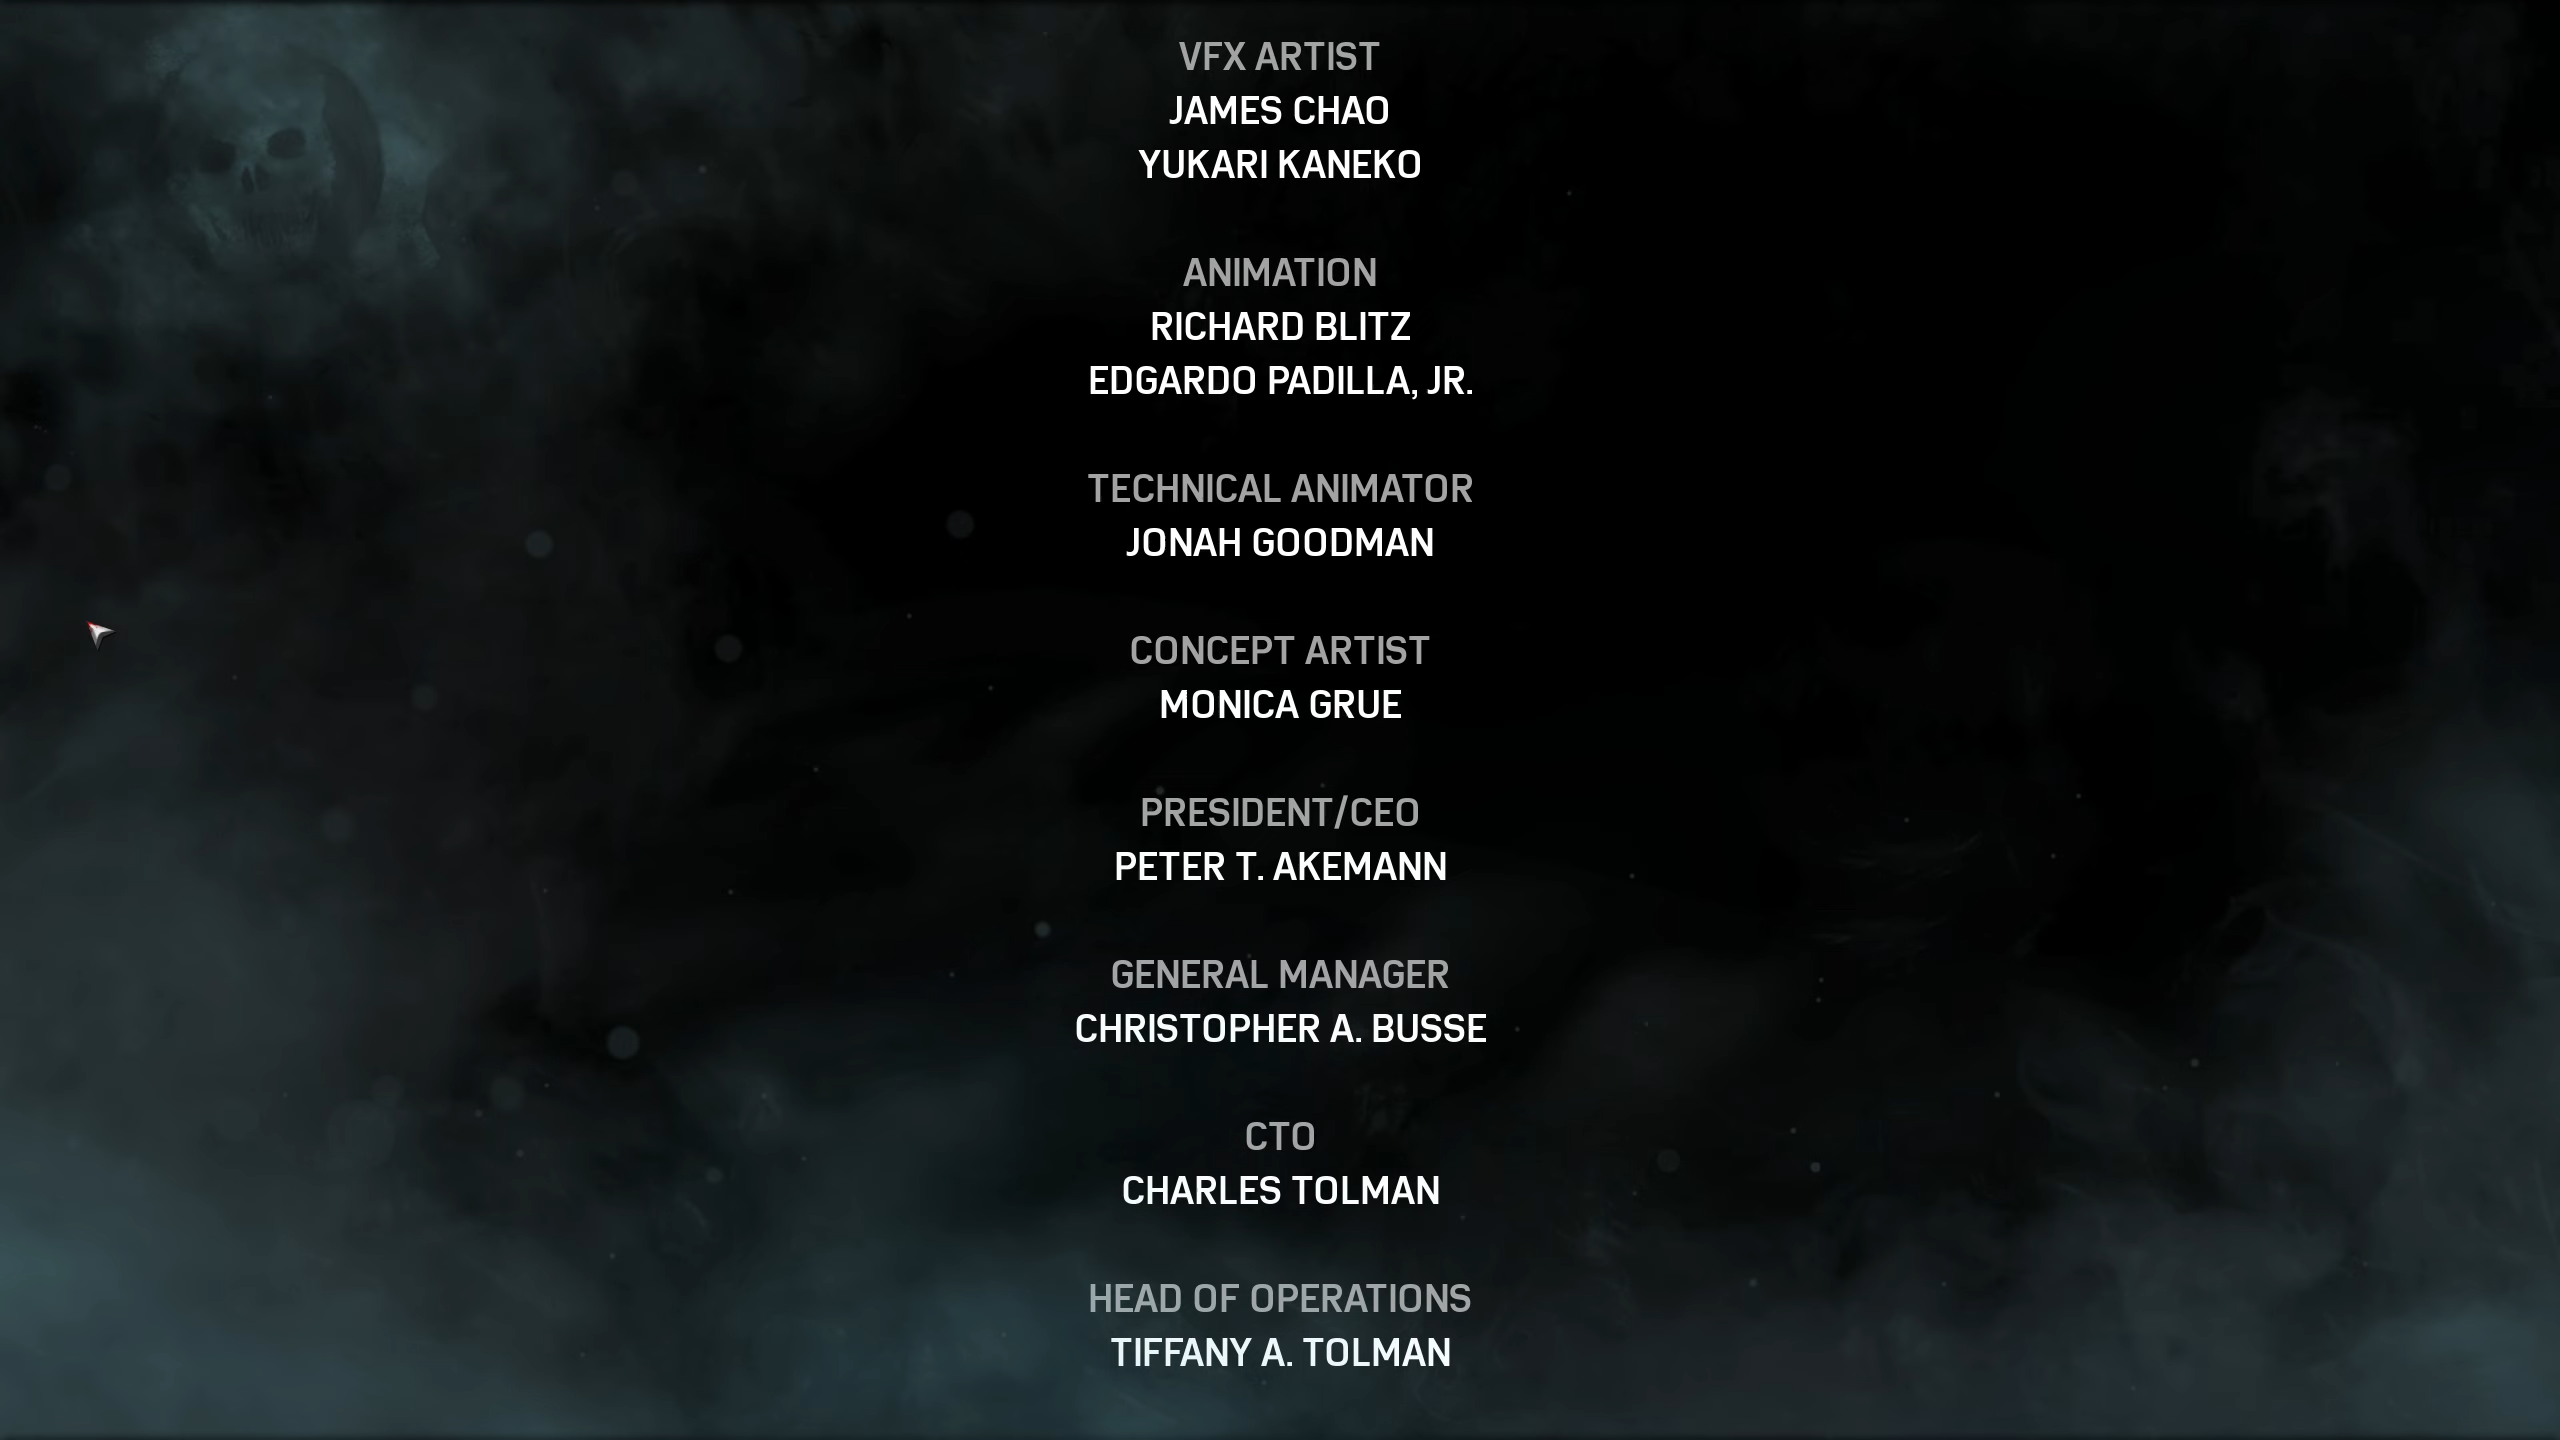 VFX ARTIST
JAMES CHAO
YUKARI KANEKO
ANIMATION
RICHARD BLITZ
EDGARDO PADILLA, JR.
TECHNICAL ANIMATOR
JONAH GOODMAN
CONCEPT ARTIST
MONICA GRUE
PRESIDENT/CEO
PETER T. AKEMANN
GENERAL MANAGER
CHRISTOPHER A. BUSSE
CTO
CHARLES TOLMAN
HEAD OF OPERATIONS
TIFFANY A. TOLMAN